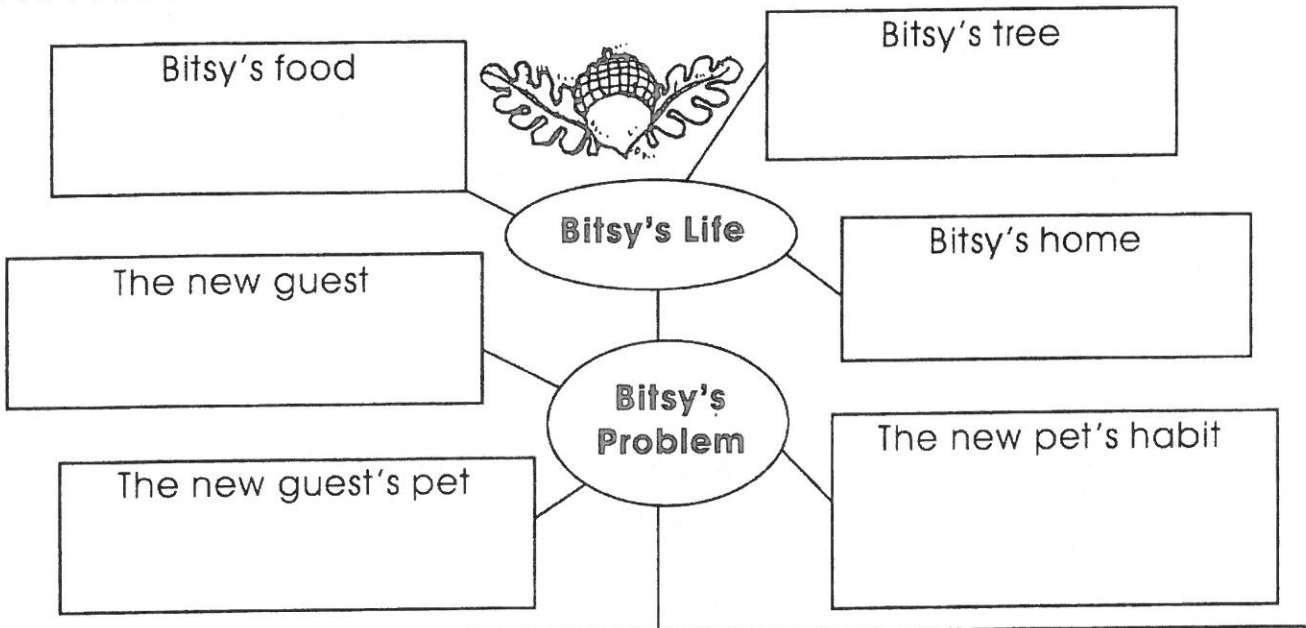 Bitsy's food
Bitsy's tree
Bitsy's Life
Bitsy's home
The new guest
Bitsy's
Problem
The new pet's habit
The new guest's pet